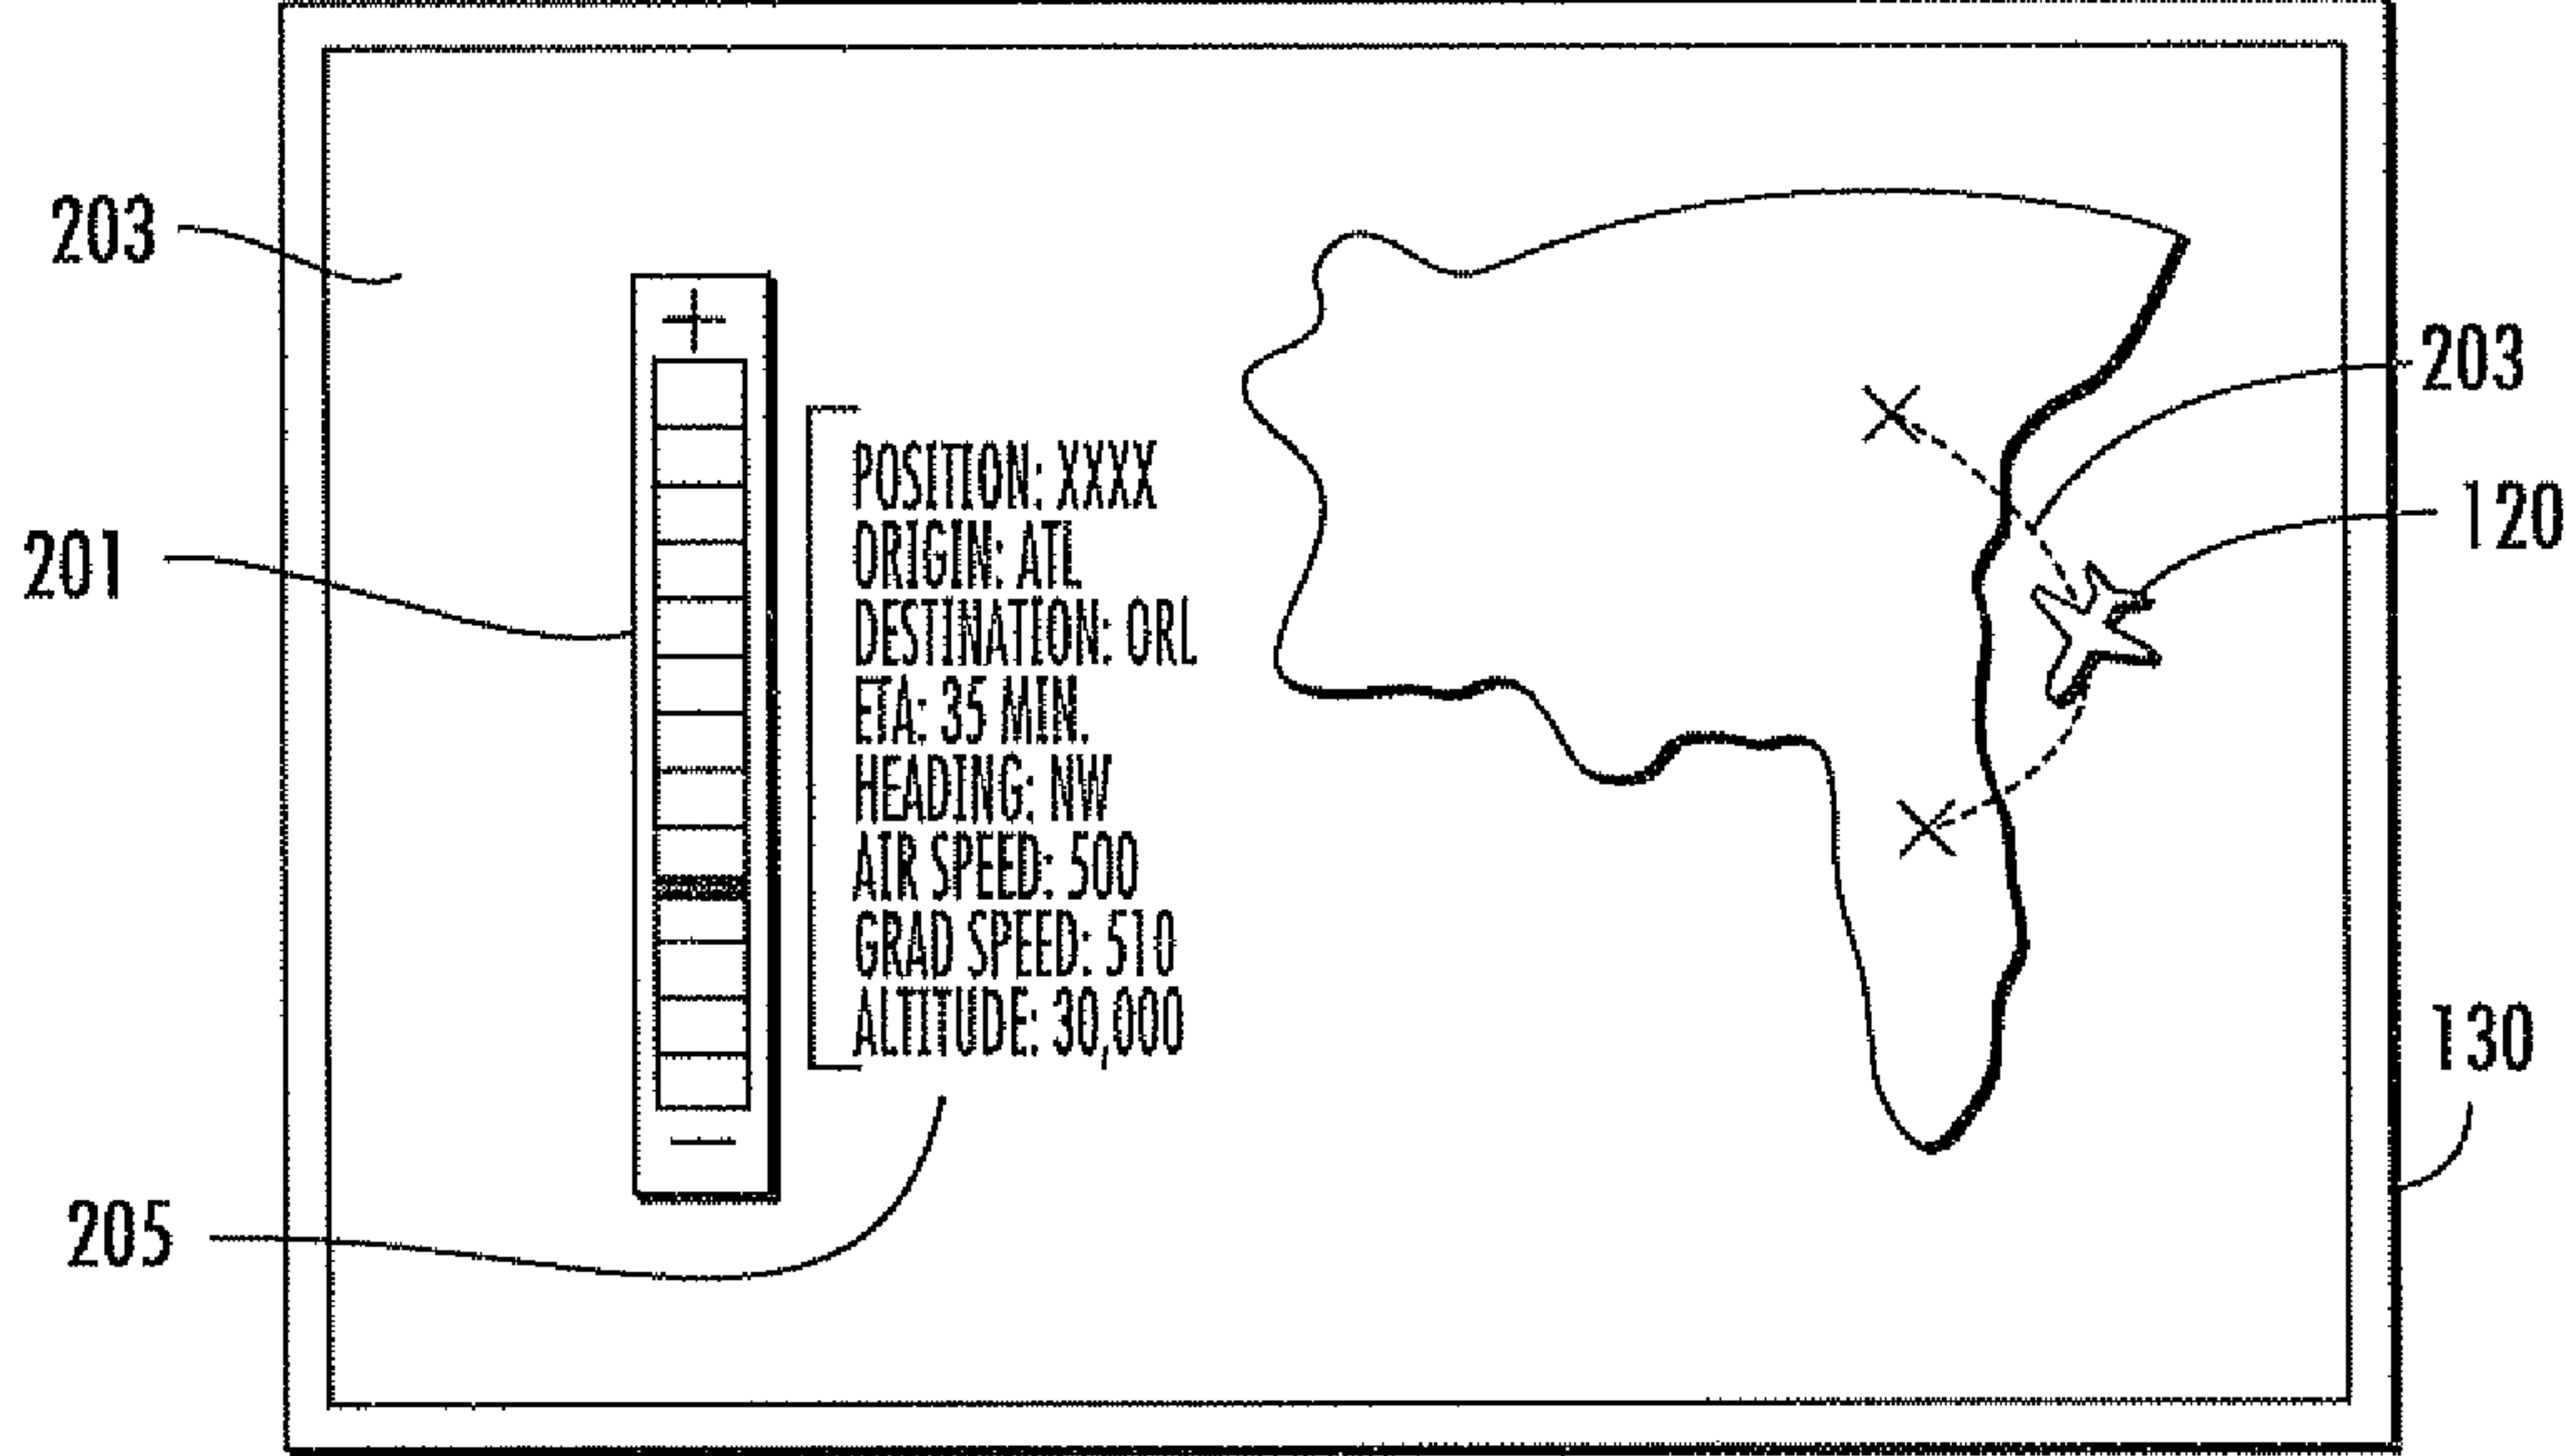 203
+
203
120
201
POSITION: XXXX
ORIGIN: ATL
DESTINATION: ORL
ETA: 35 MIN.
HEADING: NW
AIR SPEED: 500
GRAD SPEED: 510
ALTITUDE: 30,000
130
—
205